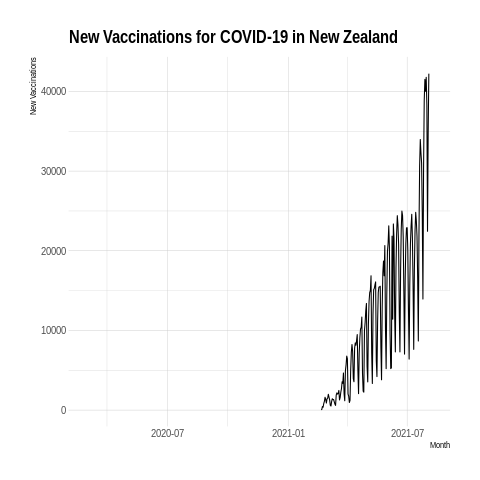 New Vaccinations for COVID-19 in New Zealand
New Vaccinations
40000
30000
20000
10000
0
2020-07 2021-01 2021-07
Month